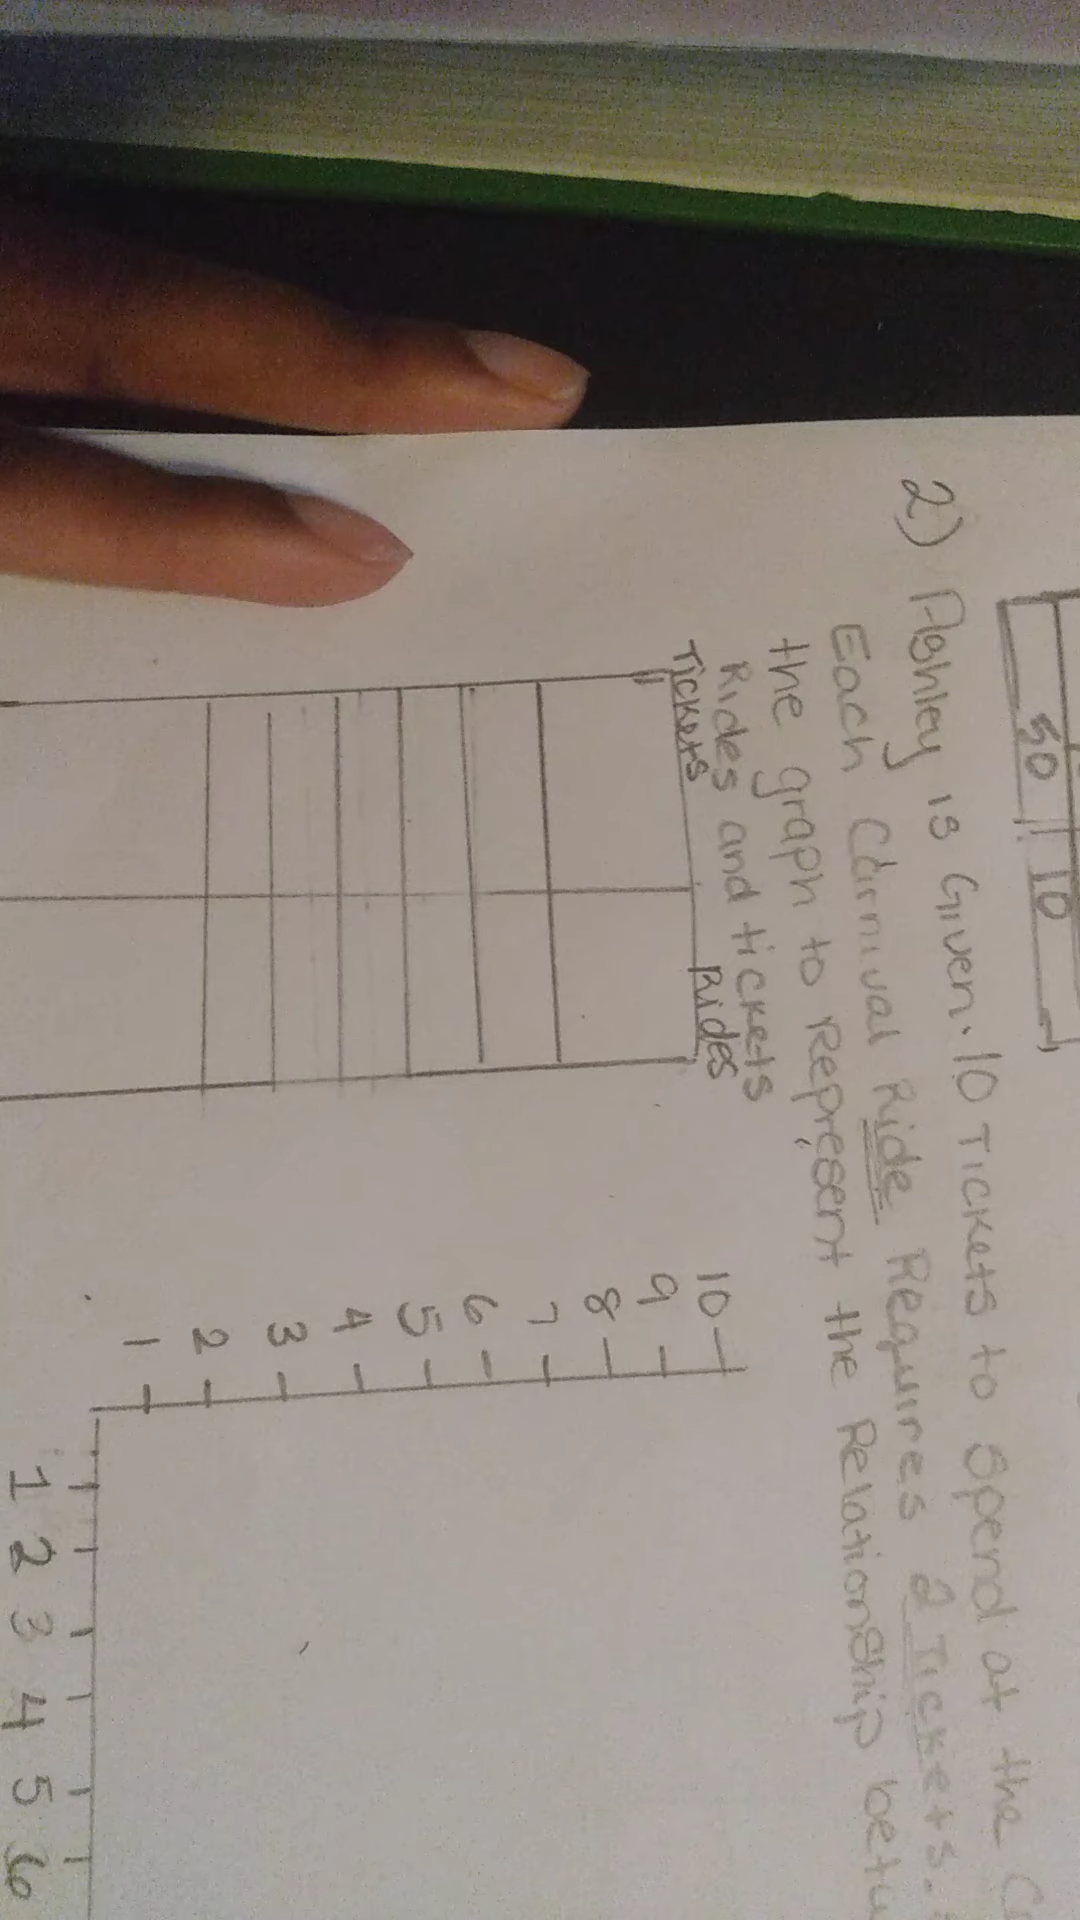 50 10
2) Ashley is Given. 10 Tickets to spend at the
Each Carnival Ride Requires 2 Tickets.
the graph to Represent the Relationship
Rides and tickets
Tickets Rides
10
9
8
7
6
5
4
3
2
1
1 2 3 4 5 6